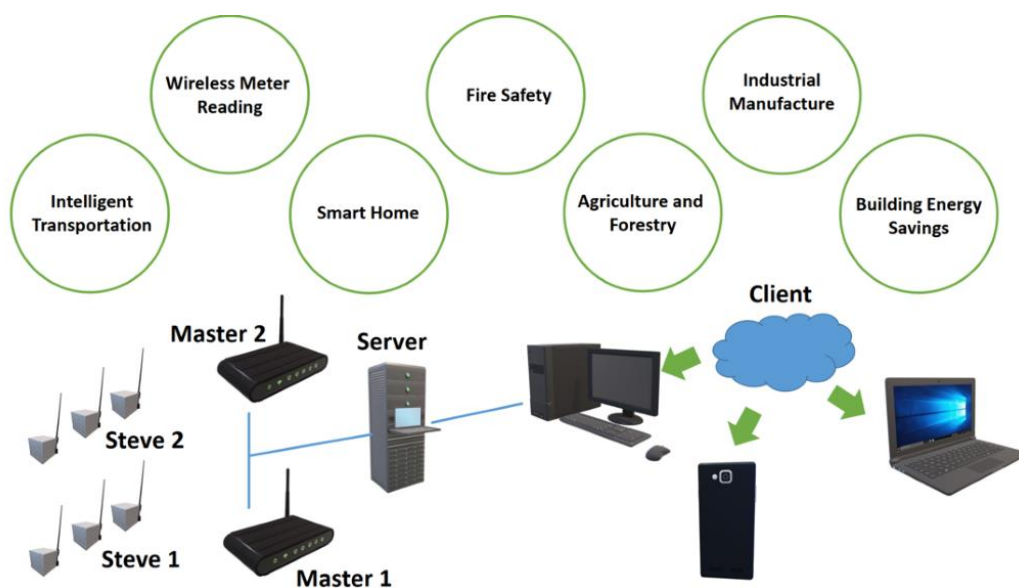 Wireless Meter
Reading
Fire Safety
Industrial
Manufacture
Intelligent
Transportation
Smart Home
Agriculture and
Forestry
Building Energy
Savings
Client
Master 2
Server
Steve 2
Steve 1
Master 1